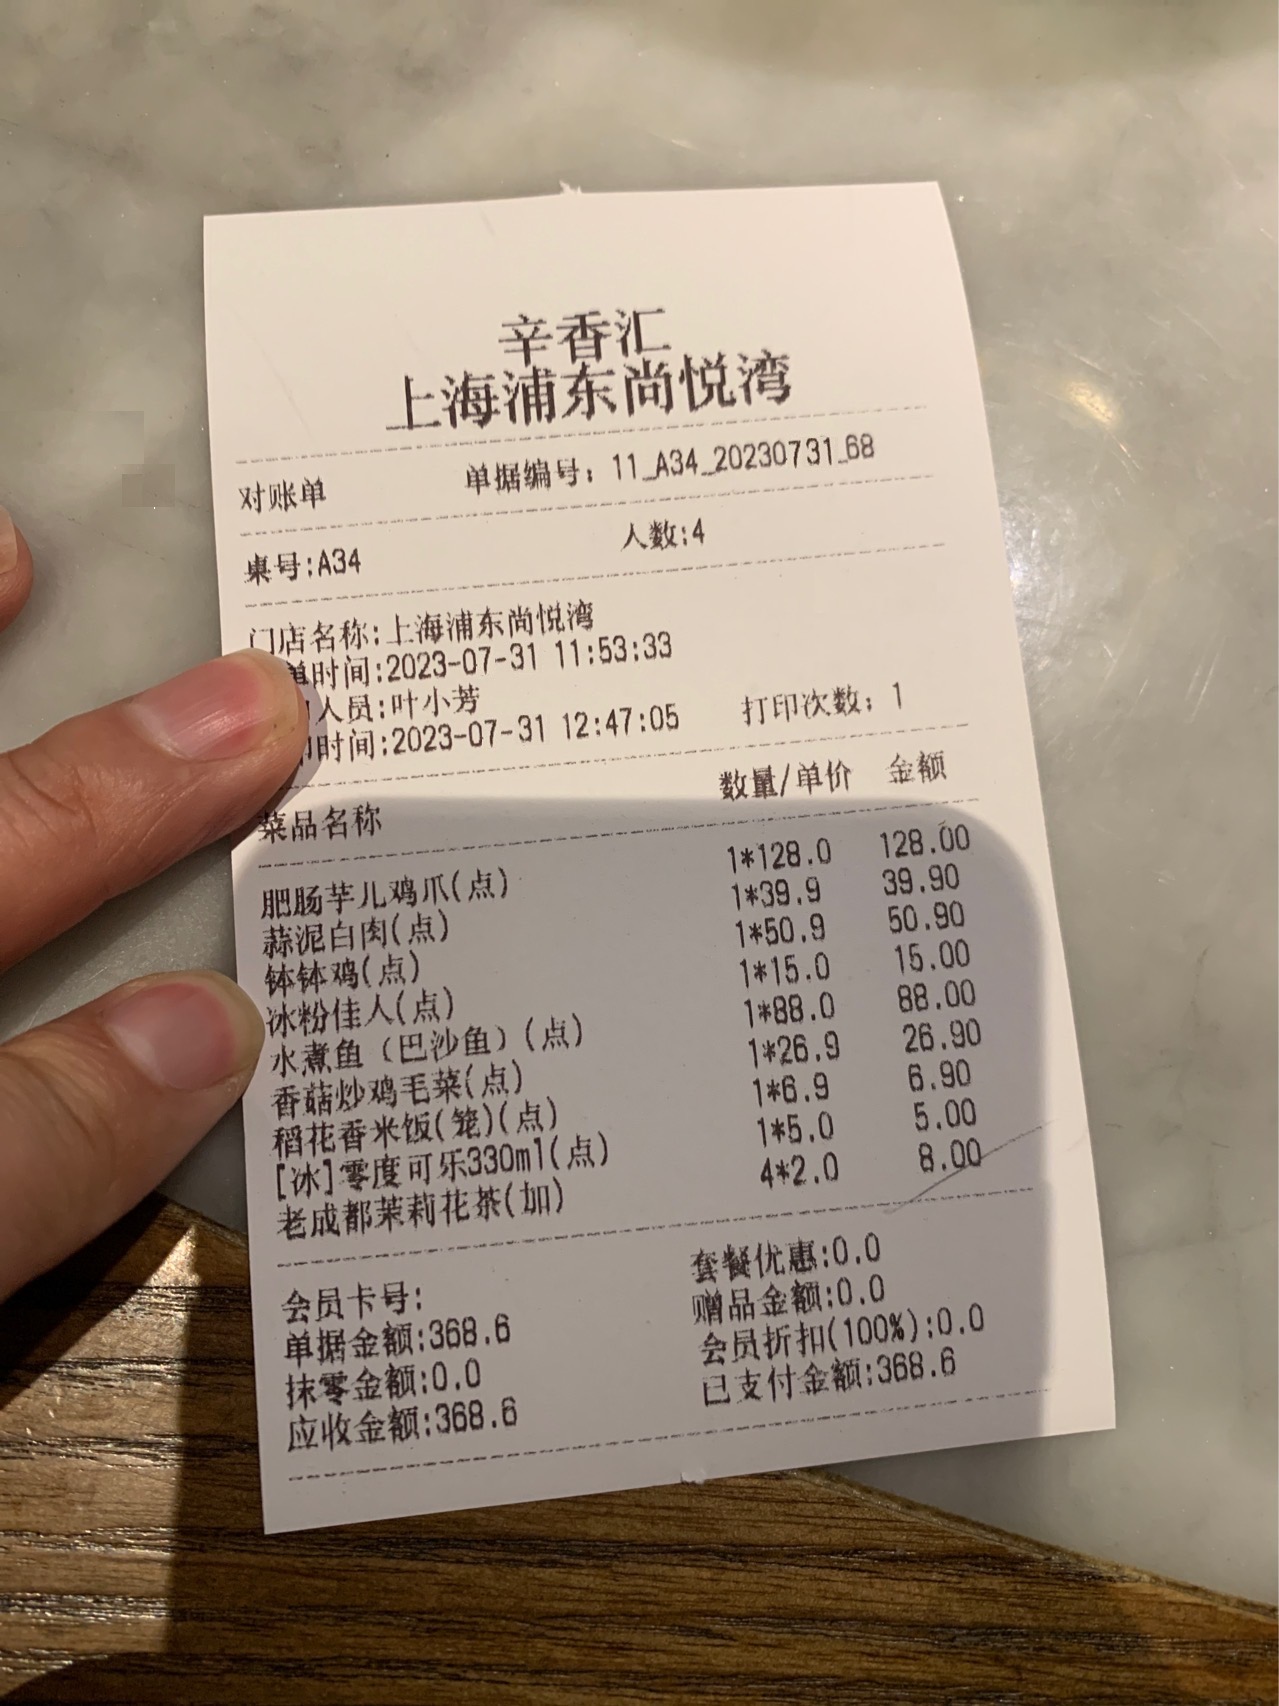 辛香汇
上海浦东尚悦湾
对账单 单据编号: 11_A34_20230731_68
桌号:A34 人数:4
门店名称:上海浦东尚悦湾
单时间:2023-07-31 11:53:33
人员:叶小芳
印时间:2023-07-31 12:47:05 打印次数: 1
菜品名称 数量/单价 金额
肥肠芋儿鸡爪(点) 1*128.0 128.00
蒜泥白肉(点) 1*39.9 39.90
钵钵鸡(点) 1*50.9 50.90
冰粉佳人(点) 1*15.0 15.00
水煮鱼（巴沙鱼）(点) 1*88.0 88.00
香菇炒鸡毛菜(点) 1*26.9 26.90
稻花香米饭(笼)(点) 1*6.9 6.90
[冰]零度可乐330ml(点) 1*5.0 5.00
老成都茉莉花茶(加) 4*2.0 8.00
会员卡号: 套餐优惠:0.0
单据金额:368.6 赠品金额:0.0
抹零金额:0.0 会员折扣(100%):0.0
应收金额:368.6 已支付金额:368.6